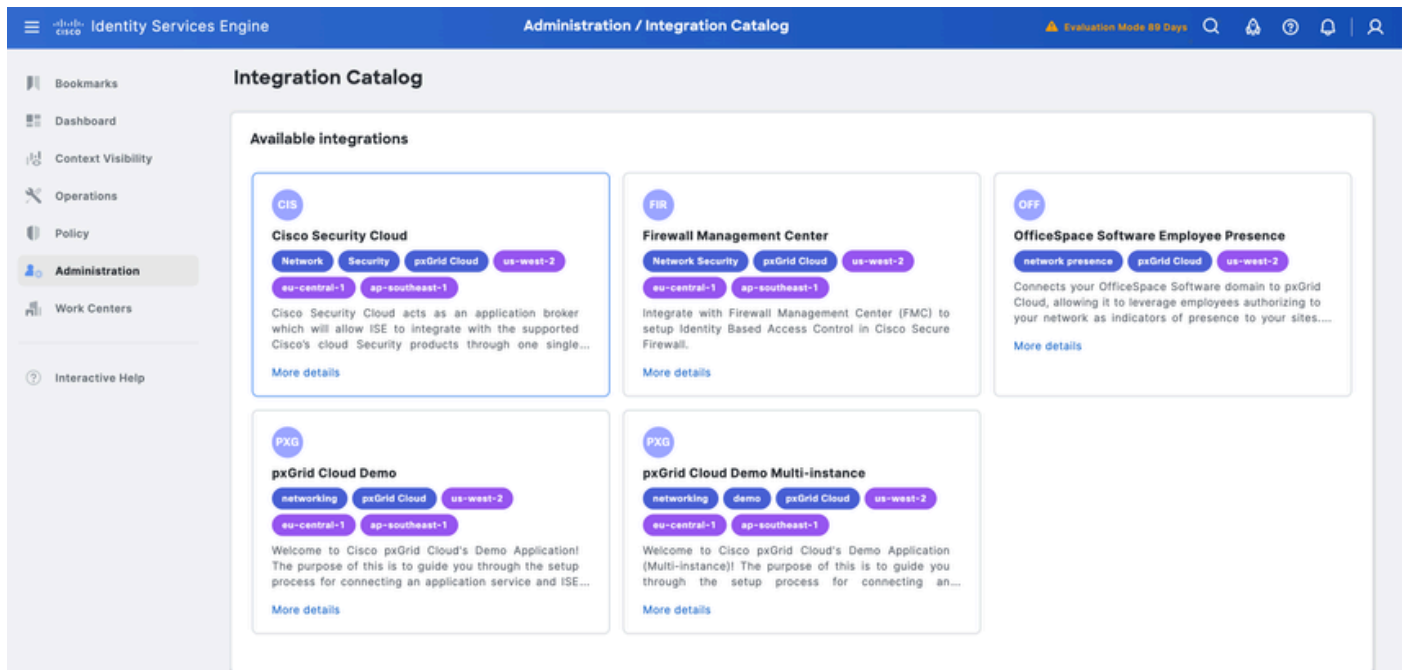 cisco Identity Services Engine
Administration / Integration Catalog
Evaluation Mode 89 Days
Bookmarks
Dashboard
Context Visibility
Operations
Policy
Administration
Work Centers
Interactive Help
Integration Catalog
Available integrations
CIS
Cisco Security Cloud
Network Security pxGrid Cloud us-west-2
eu-central-1 ap-southeast-1
Cisco Security Cloud acts as an application broker
which will allow ISE to integrate with the supported
Cisco's cloud Security products through one single...
More details
FIR
Firewall Management Center
Network Security pxGrid Cloud us-west-2
eu-central-1 ap-southeast-1
Integrate with Firewall Management Center (FMC) to
setup Identity Based Access Control in Cisco Secure
Firewall.
More details
OFF
OfficeSpace Software Employee Presence
network presence pxGrid Cloud us-west-2
Connects your OfficeSpace Software domain to pxGrid
Cloud, allowing it to leverage employees authorizing to
your network as indicators of presence to your sites....
More details
PXG
pxGrid Cloud Demo
networking pxGrid Cloud us-west-2
eu-central-1 ap-southeast-1
Welcome to Cisco pxGrid Cloud's Demo Application!
The purpose of this is to guide you through the setup
process for connecting an application service and ISE...
More details
PXG
pxGrid Cloud Demo Multi-instance
networking demo pxGrid Cloud us-west-2
eu-central-1 ap-southeast-1
Welcome to Cisco pxGrid Cloud's Demo Application
(Multi-instance)! The purpose of this is to guide you
through the setup process for connecting an...
More details